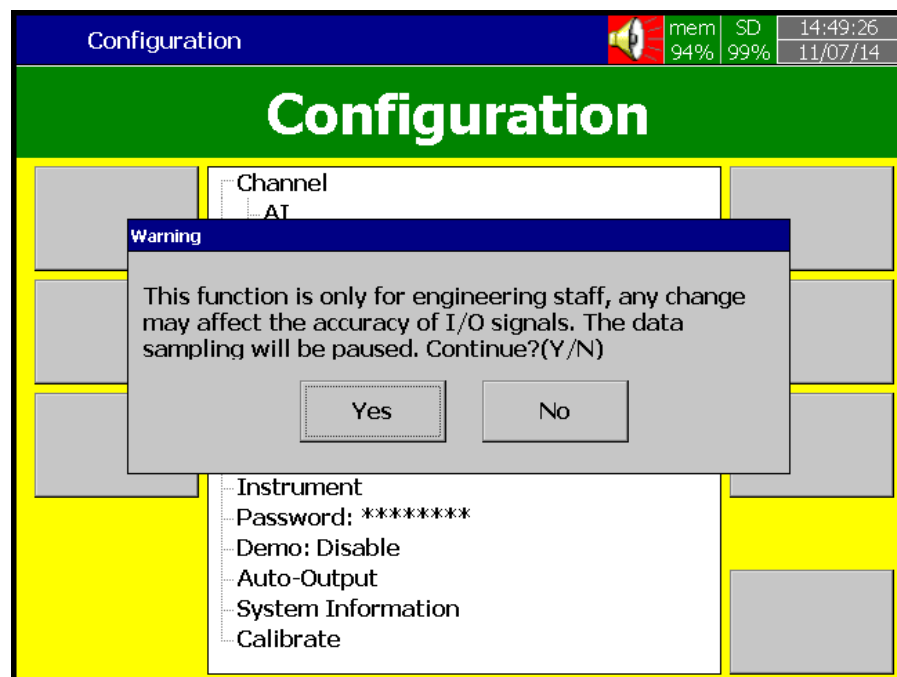 Configuration
mem SD 14:49:26
94% 99% 11/07/14
Configuration
Channel
AI
Warning
This function is only for engineering staff, any change
may affect the accuracy of I/O signals. The data
sampling will be paused. Continue?(Y/N)
Yes No
Instrument
Password: ********
Demo: Disable
Auto-Output
System Information
Calibrate